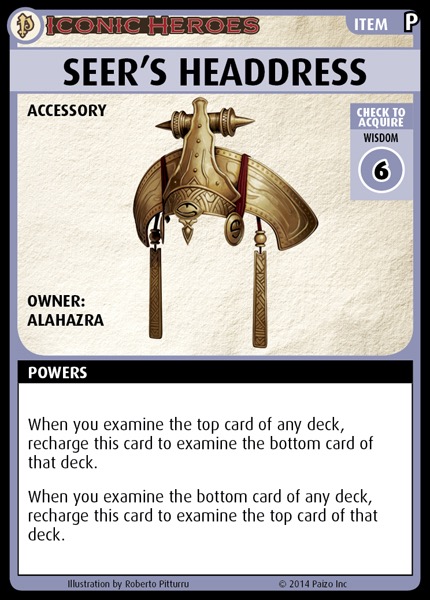 ICONIC HEROES
ITEM P
SEER'S HEADDRESS
ACCESSORY
CHECK TO
ACQUIRE
WISDOM
6
OWNER:
ALAHAZRA
POWERS
When you examine the top card of any deck,
recharge this card to examine the bottom card of
that deck.
When you examine the bottom card of any deck,
recharge this card to examine the top card of that
deck.
Illustration by Roberto Pitturru © 2014 Paizo Inc